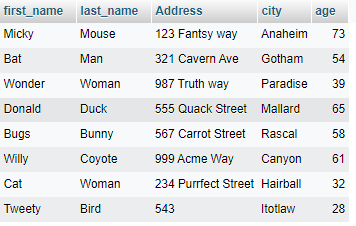 first_name last_name Address city age
Micky Mouse 123 Fantsy way Anaheim 73
Bat Man 321 Cavern Ave Gotham 54
Wonder Woman 987 Truth way Paradise 39
Donald Duck 555 Quack Street Mallard 65
Bugs Bunny 567 Carrot Street Rascal 58
Willy Coyote 999 Acme Way Canyon 61
Cat Woman 234 Purrfect Street Hairball 32
Tweety Bird 543 Itotlaw 28